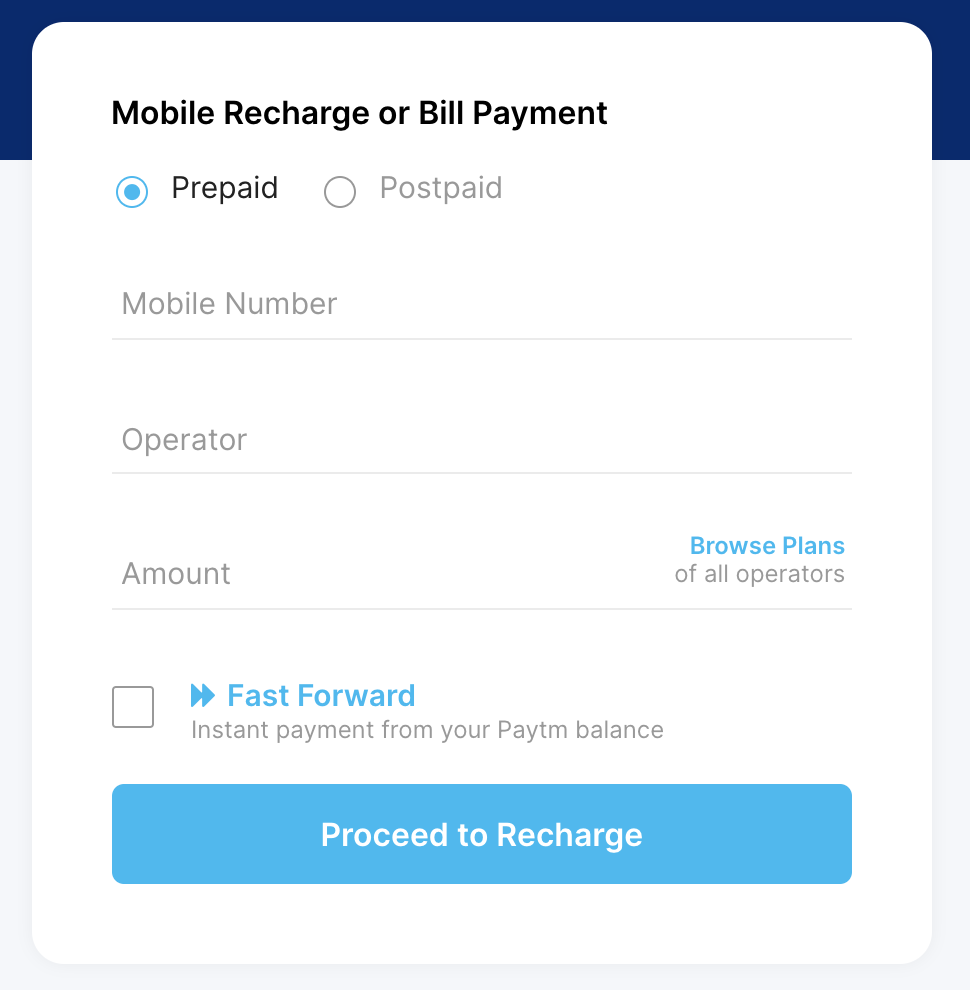 Mobile Recharge or Bill Payment
Prepaid Postpaid
Mobile Number
Operator
Browse Plans
Amount
of all operators
Fast Forward
Instant payment from your Paytm balance
Proceed to Recharge